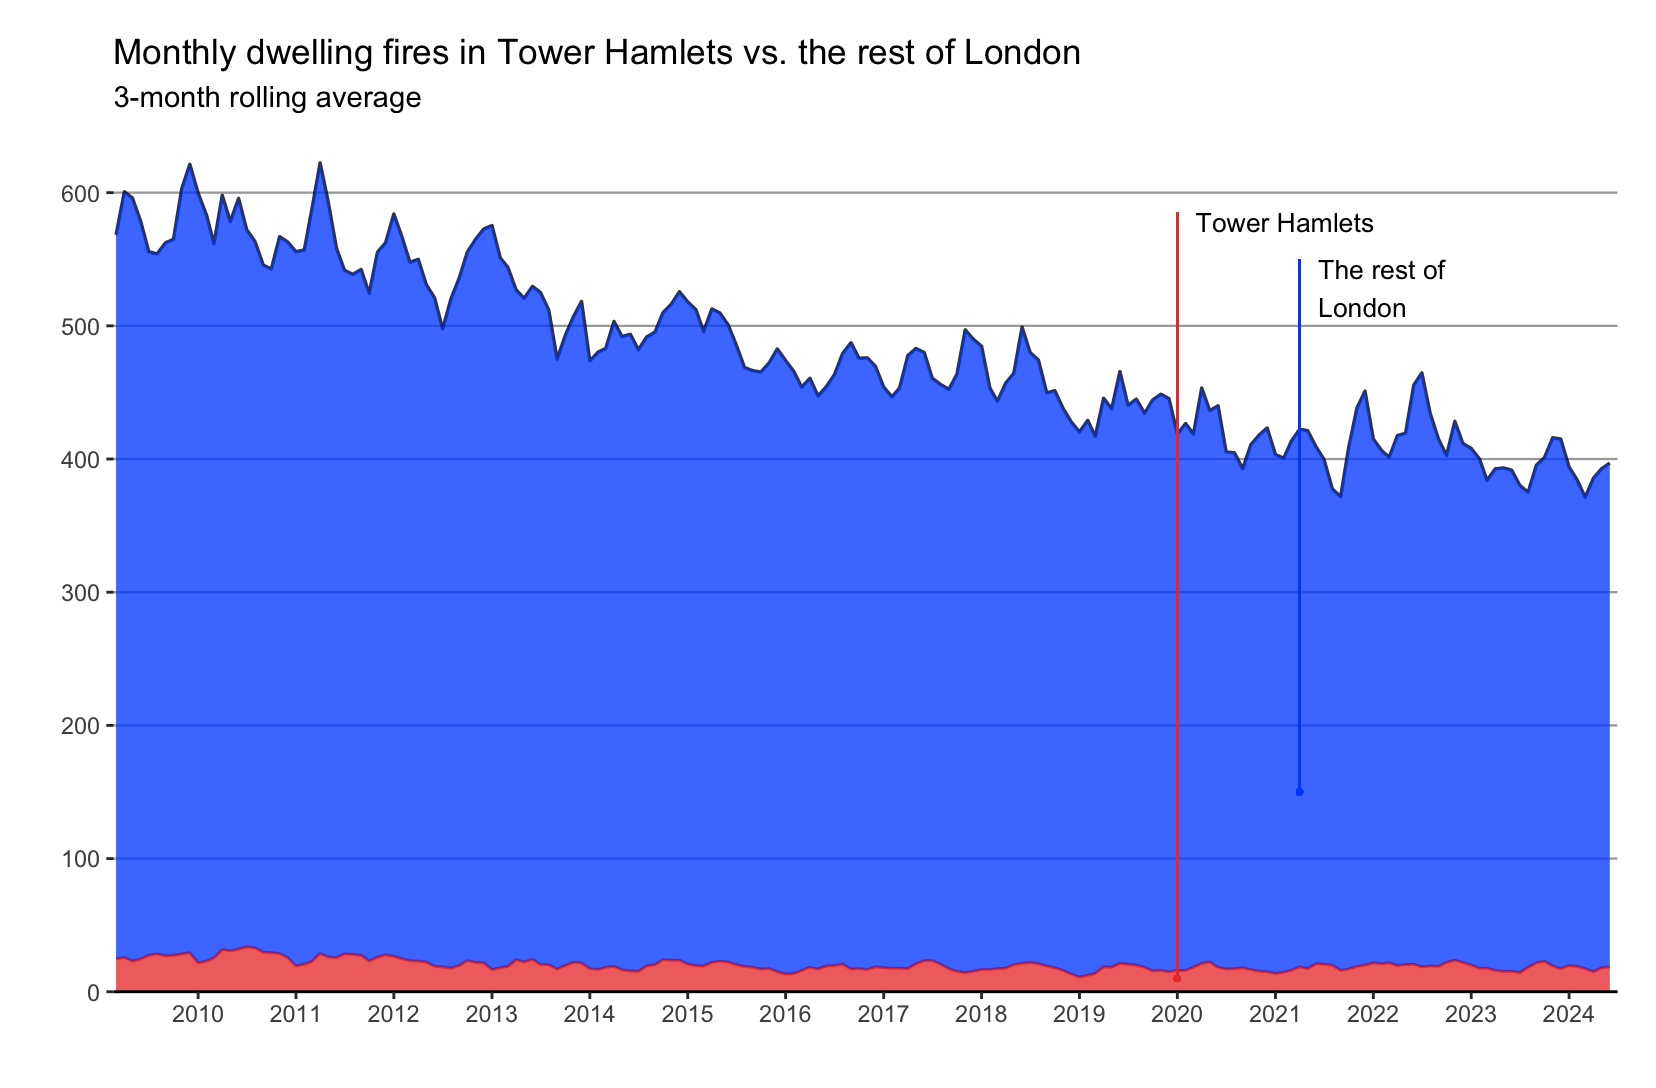 Monthly dwelling fires in Tower Hamlets vs. the rest of London
3-month rolling average
600
Tower Hamlets
The rest of
London
500
400
300
200
100
0
2010 2011 2012 2013 2014 2015 2016 2017 2018 2019 2020 2021 2022 2023 2024